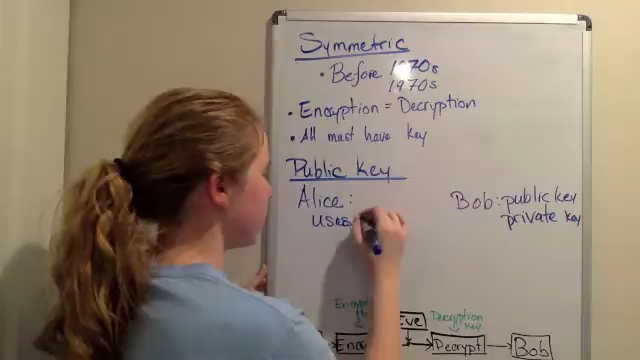 Symmetric
• Before 1970s
1970s
• Encryption = Decryption
• All must have key
Public Key
Alice:
uses
Bob: public key
private key
Eve
Decryption
key
Decrypt
Bob